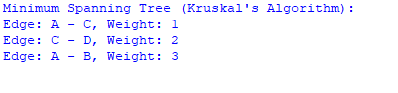 Minimum Spanning Tree (Kruskal's Algorithm):
Edge: A - C, Weight: 1
Edge: C - D, Weight: 2
Edge: A - B, Weight: 3